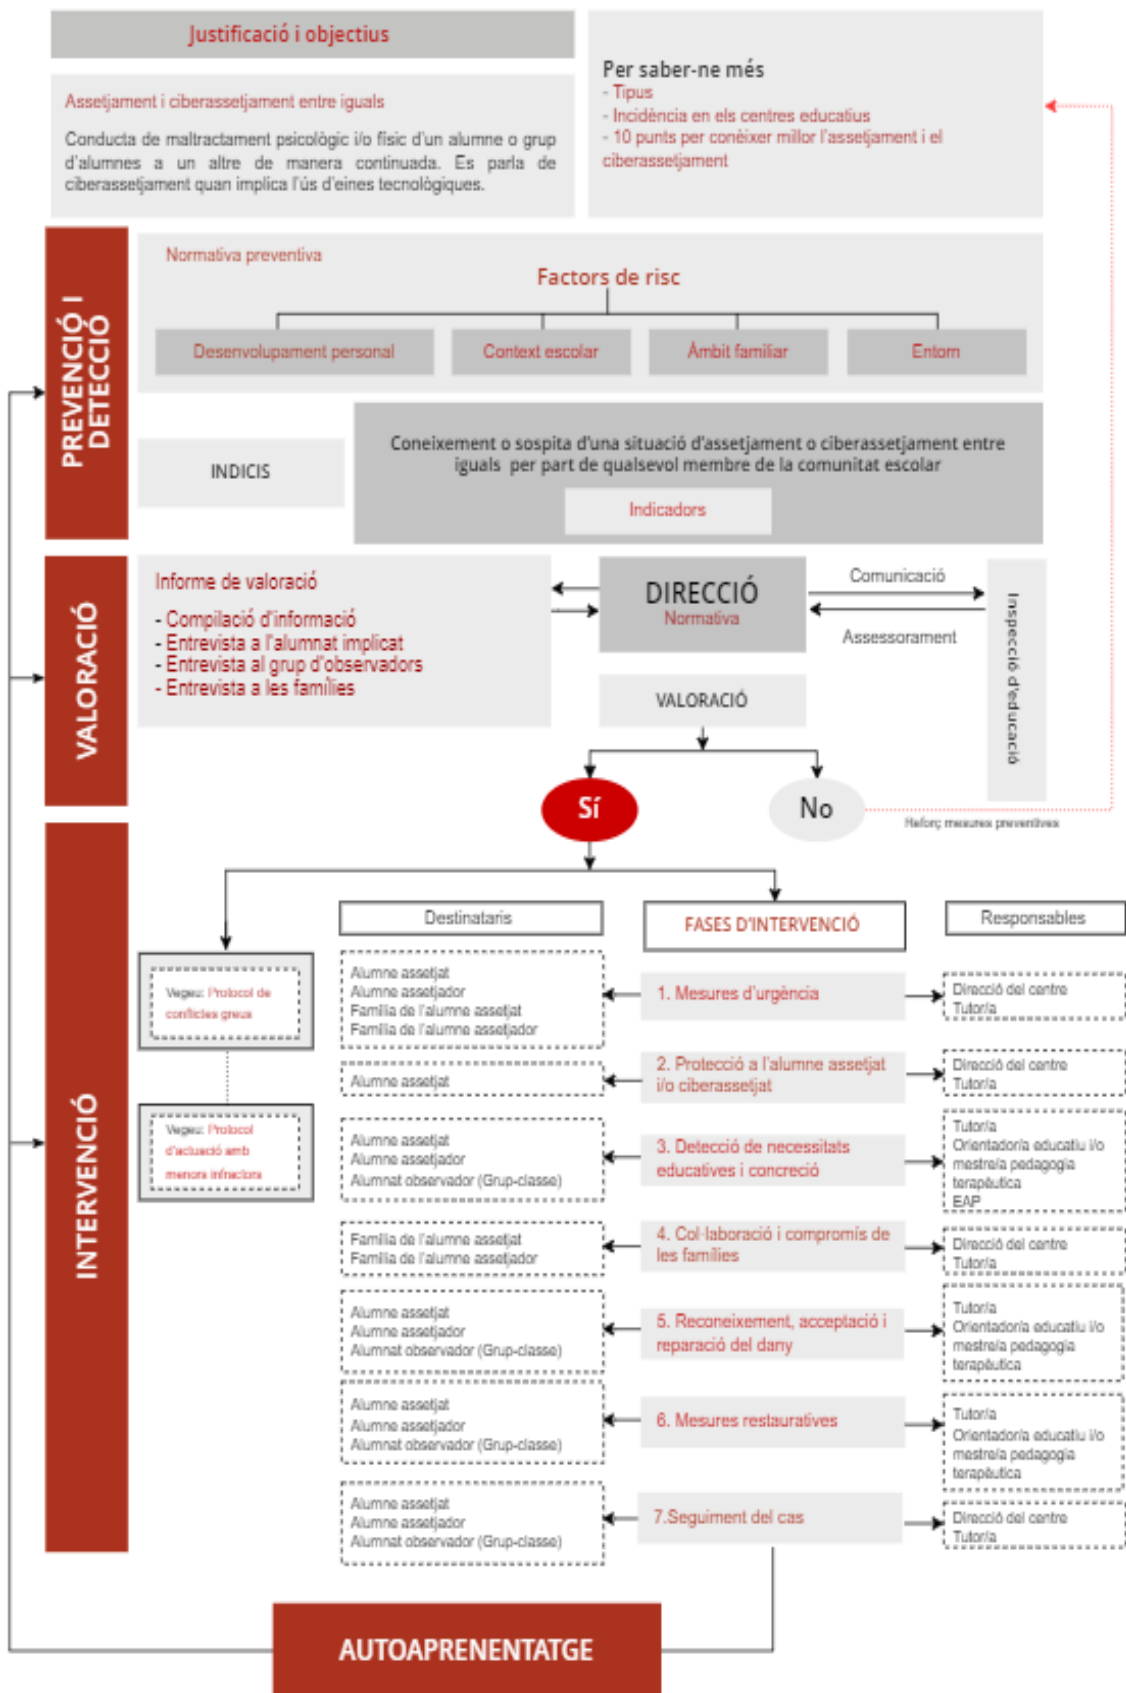 Justificació i objectius
Assetjament i ciberassetjament entre iguals
Conducta de maltractament psicològic i/o físic d'un alumne o grup
d'alumnes a un altre de manera continuada. Es parla de
ciberassetjament quan implica l'ús d'eines tecnològiques.
Per saber-ne més
- Tipus
- Incidència en els centres educatius
- 10 punts per conèixer millor l'assetjament i el
ciberassetjament
PREVENCIÓ I
DETECCIÓ
Normativa preventiva
Factors de risc
Desenvolupament personal
Context escolar
Àmbit familiar
Entorn
INDICIS
Coneixement o sospita d'una situació d'assetjament o ciberassetjament entre
iguals per part de qualsevol membre de la comunitat escolar
Indicadors
VALORACIÓ
Informe de valoració
- Compilació d'informació
- Entrevista a l'alumnat implicat
- Entrevista al grup d'observadors
- Entrevista a les famílies
DIRECCIÓ
Normativa
Comunicació
Assessorament
Inspecció d'educació
VALORACIÓ
Sí
No
Reforç mesures preventives
INTERVENCIÓ
Destinataris
FASES D'INTERVENCIÓ
Responsables
Vegeu: Protocol de
conflictes greus
Vegeu: Protocol
d'actuació amb
menors infractors
Alumne assetjat
Alumne assetjador
Família de l'alumne assetjat
Família de l'alumne assetjador
1. Mesures d'urgència
Direcció del centre
Tutor/a
Alumne assetjat
2. Protecció a l'alumne assetjat
i/o ciberassetjat
Direcció del centre
Tutor/a
Alumne assetjat
Alumne assetjador
Alumnat observador (Grup-classe)
3. Detecció de necessitats
educatives i concreció
Tutor/a
Orientador/a educatiu i/o
mestre/a pedagogia
terapèutica
EAP
Família de l'alumne assetjat
Família de l'alumne assetjador
4. Col·laboració i compromís de
les famílies
Direcció del centre
Tutor/a
Alumne assetjat
Alumne assetjador
Alumnat observador (Grup-classe)
5. Reconeixement, acceptació i
reparació del dany
Tutor/a
Orientador/a educatiu i/o
mestre/a pedagogia
terapèutica
Alumne assetjat
Alumne assetjador
Alumnat observador (Grup-classe)
6. Mesures restauratives
Tutor/a
Orientador/a educatiu i/o
mestre/a pedagogia
terapèutica
Alumne assetjat
Alumne assetjador
Alumnat observador (Grup-classe)
7.Seguiment del cas
Direcció del centre
Tutor/a
AUTOAPRENENTATGE